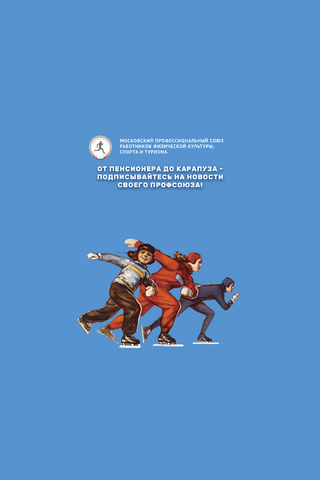 МОСКОВСКИЙ ПРОФЕССИОНАЛЬНЫЙ СОЮЗ
РАБОТНИКОВ ФИЗИЧЕСКОЙ КУЛЬТУРЫ,
СПОРТА И ТУРИЗМА
ОТ ПЕНСИОНЕРА ДО КАРАПУЗА -
ПОДПИСЫВАЙТЕСЬ НА НОВОСТИ
СВОЕГО ПРОФСОЮЗА!